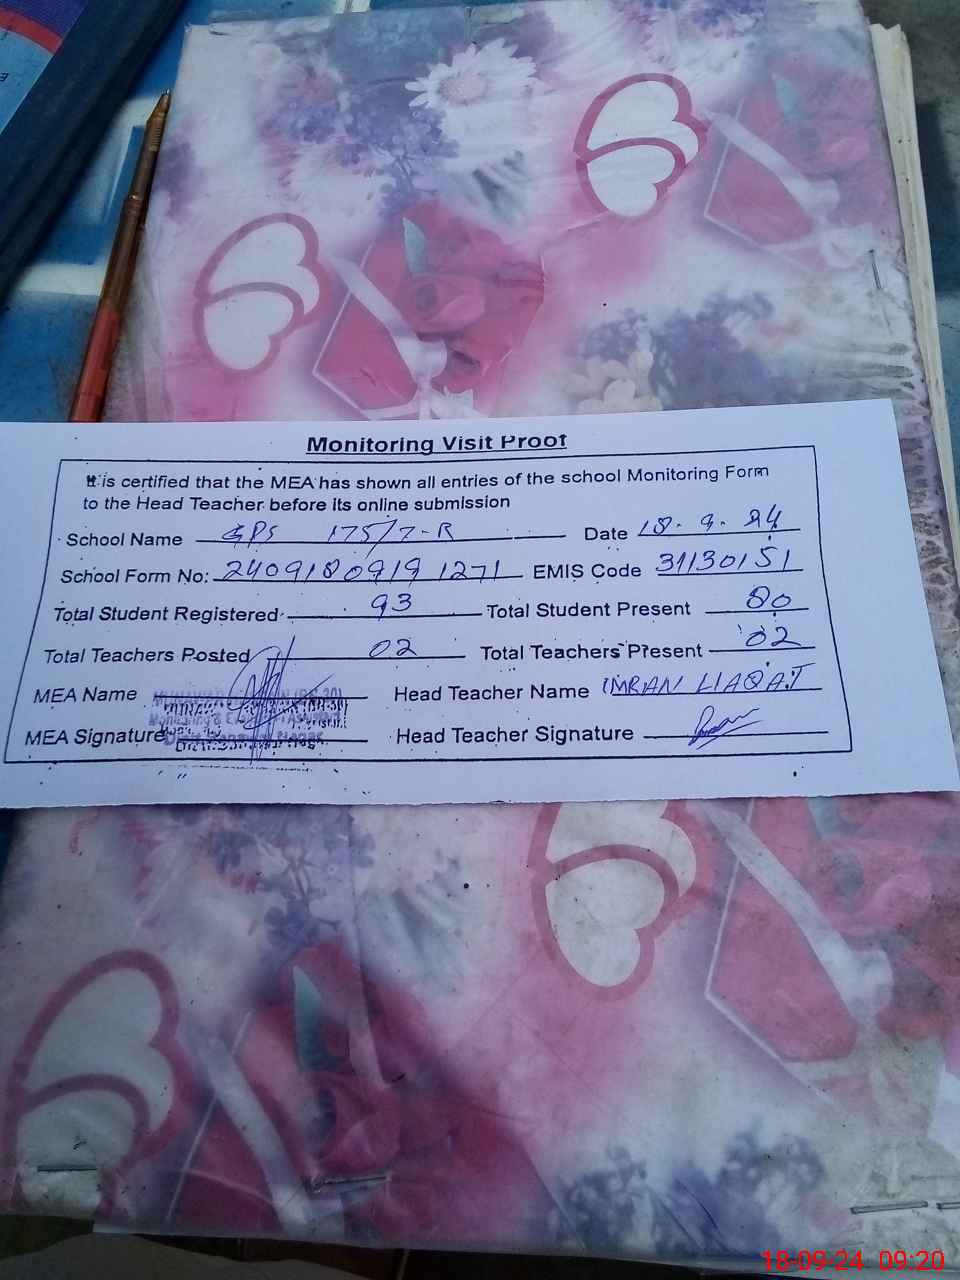 Monitoring Visit Proof
It is certified that the MEA has shown all entries of the school Monitoring Form
to the Head Teacher before its online submission
School Name GPS 175/7-R Date 18-9-24
School Form No: 24091809191271 EMIS Code 31130151
Total Student Registered 93 Total Student Present 80
Total Teachers Posted 02 Total Teachers Present 02
MEA Name Head Teacher Name IMRAN LIAQAT
MEA Signature Head Teacher Signature
18-09-24 09:20